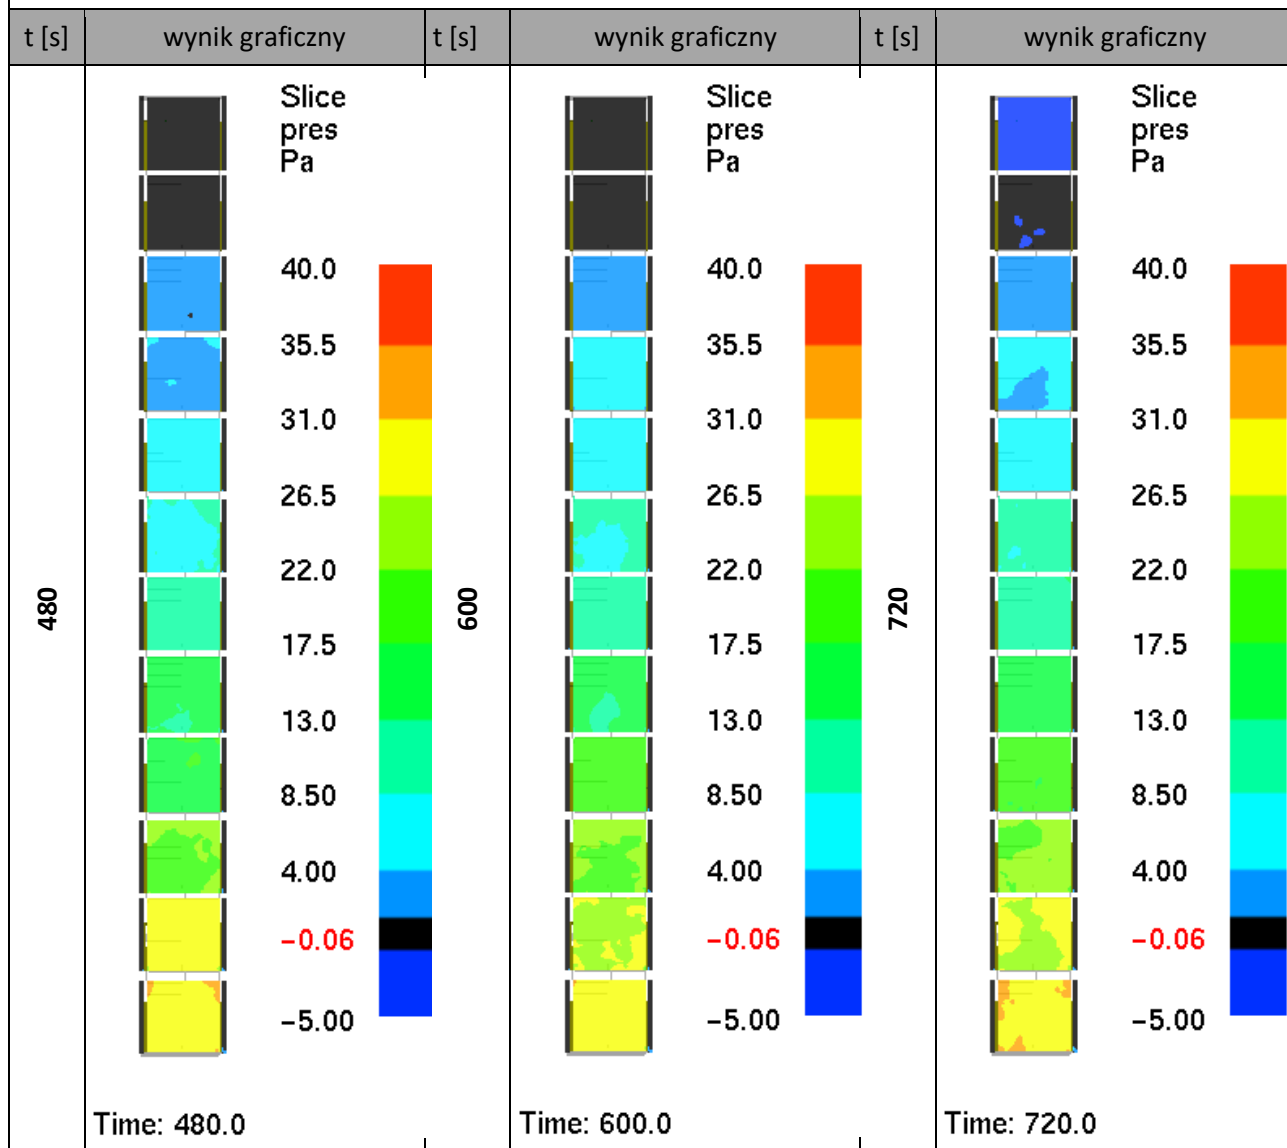 t [s] wynik graficzny t [s] wynik graficzny t [s] wynik graficzny
480
Slice
pres
Pa
40.0
35.5
31.0
26.5
22.0
17.5
13.0
8.50
4.00
−0.06
−5.00
Time: 480.0
600
Slice
pres
Pa
40.0
35.5
31.0
26.5
22.0
17.5
13.0
8.50
4.00
−0.06
−5.00
Time: 600.0
720
Slice
pres
Pa
40.0
35.5
31.0
26.5
22.0
17.5
13.0
8.50
4.00
−0.06
−5.00
Time: 720.0